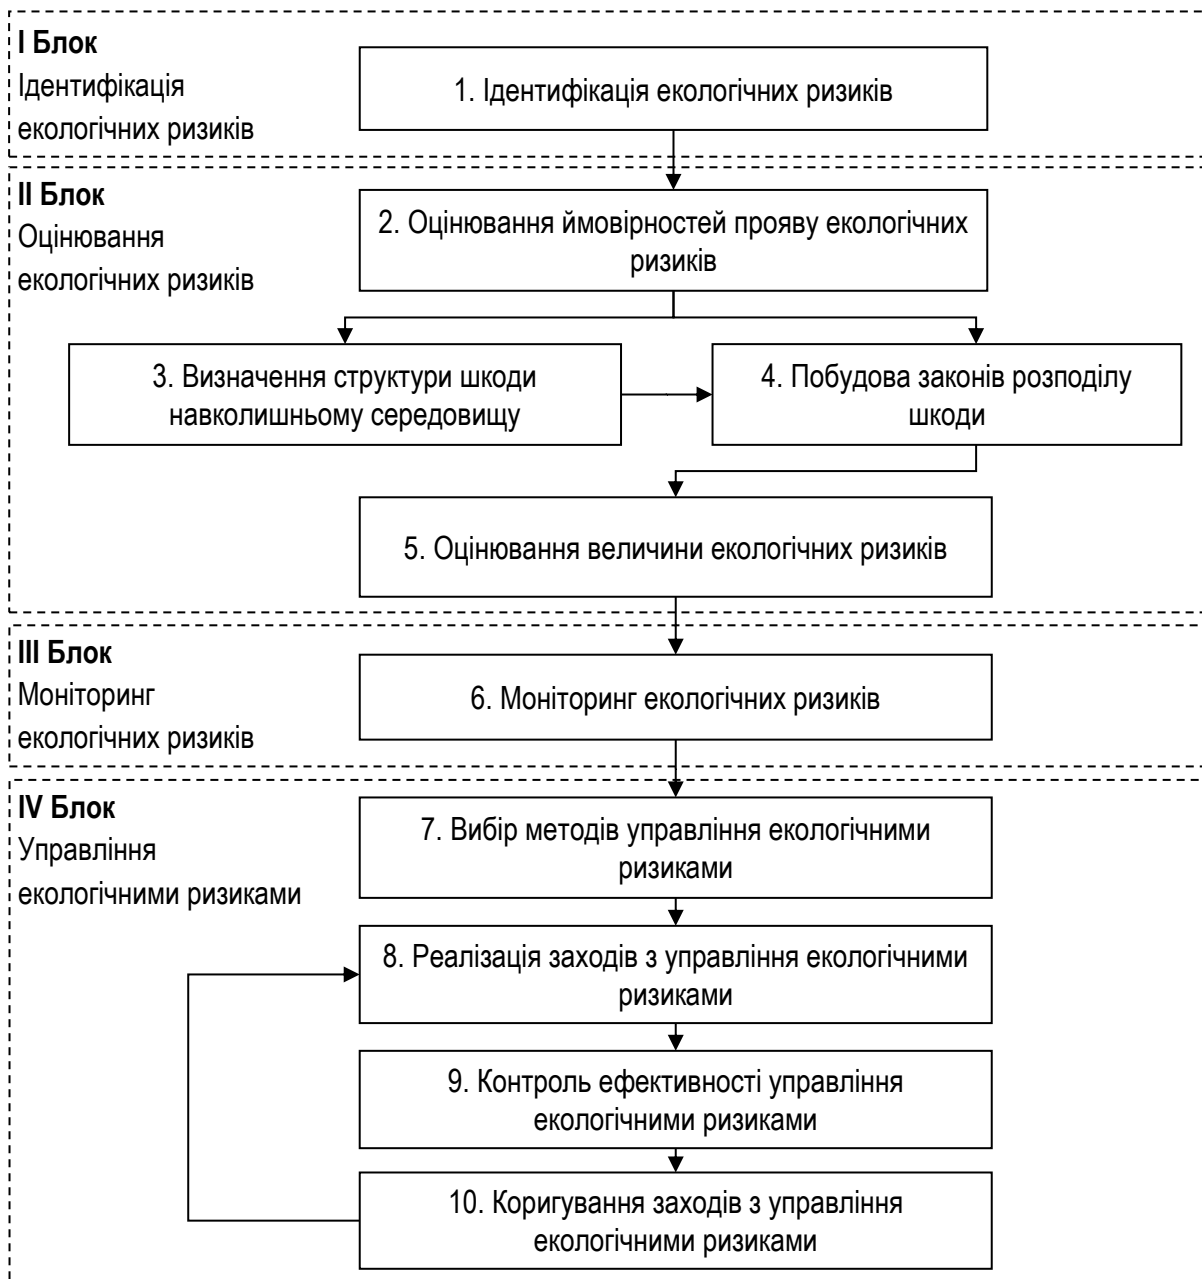 І Блок
Ідентифікація
екологічних ризиків
1. Ідентифікація екологічних ризиків
ІІ Блок
Оцінювання
екологічних ризиків
2. Оцінювання ймовірностей прояву екологічних
ризиків
3. Визначення структури шкоди
навколишньому середовищу
4. Побудова законів розподілу
шкоди
5. Оцінювання величини екологічних ризиків
ІІІ Блок
Моніторинг
екологічних ризиків
6. Моніторинг екологічних ризиків
IV Блок
Управління
екологічними ризиками
7. Вибір методів управління екологічними
ризиками
8. Реалізація заходів з управління екологічними
ризиками
9. Контроль ефективності управління
екологічними ризиками
10. Коригування заходів з управління
екологічними ризиками